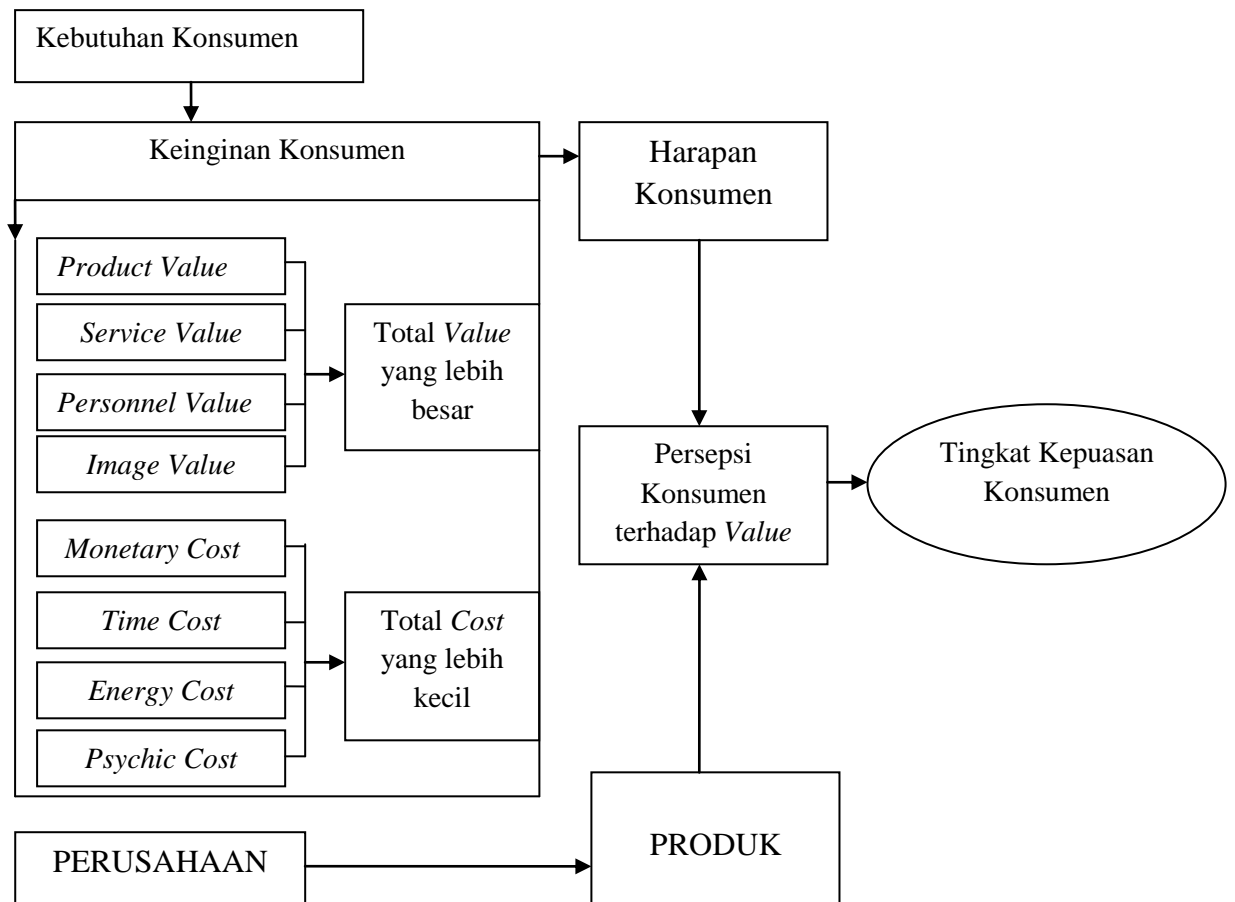 Kebutuhan Konsumen
Keinginan Konsumen
Harapan
Konsumen
Product Value
Service Value
Personnel Value
Image Value
Total Value
yang lebih
besar
Monetary Cost
Time Cost
Energy Cost
Psychic Cost
Total Cost
yang lebih
kecil
Persepsi
Konsumen
terhadap Value
Tingkat Kepuasan
Konsumen
PERUSAHAAN
PRODUK